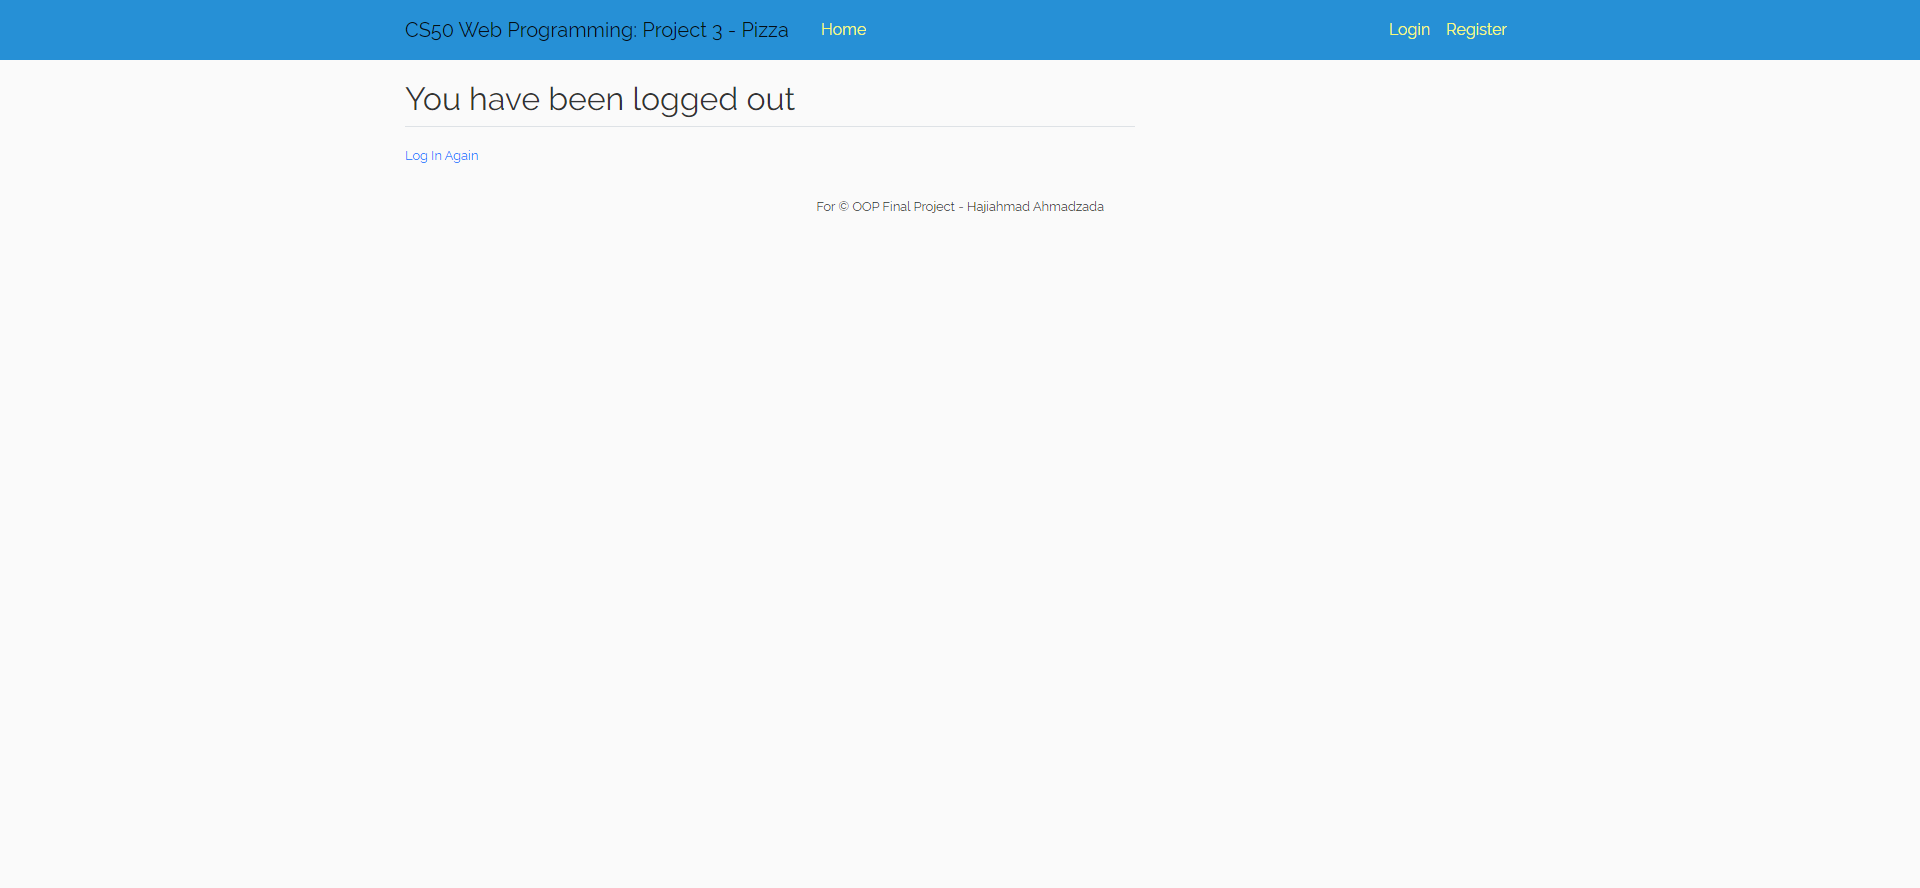 CS50 Web Programming: Project 3 - Pizza Home Login Register
You have been logged out
Log In Again
For © OOP Final Project - Hajiahmad Ahmadzada